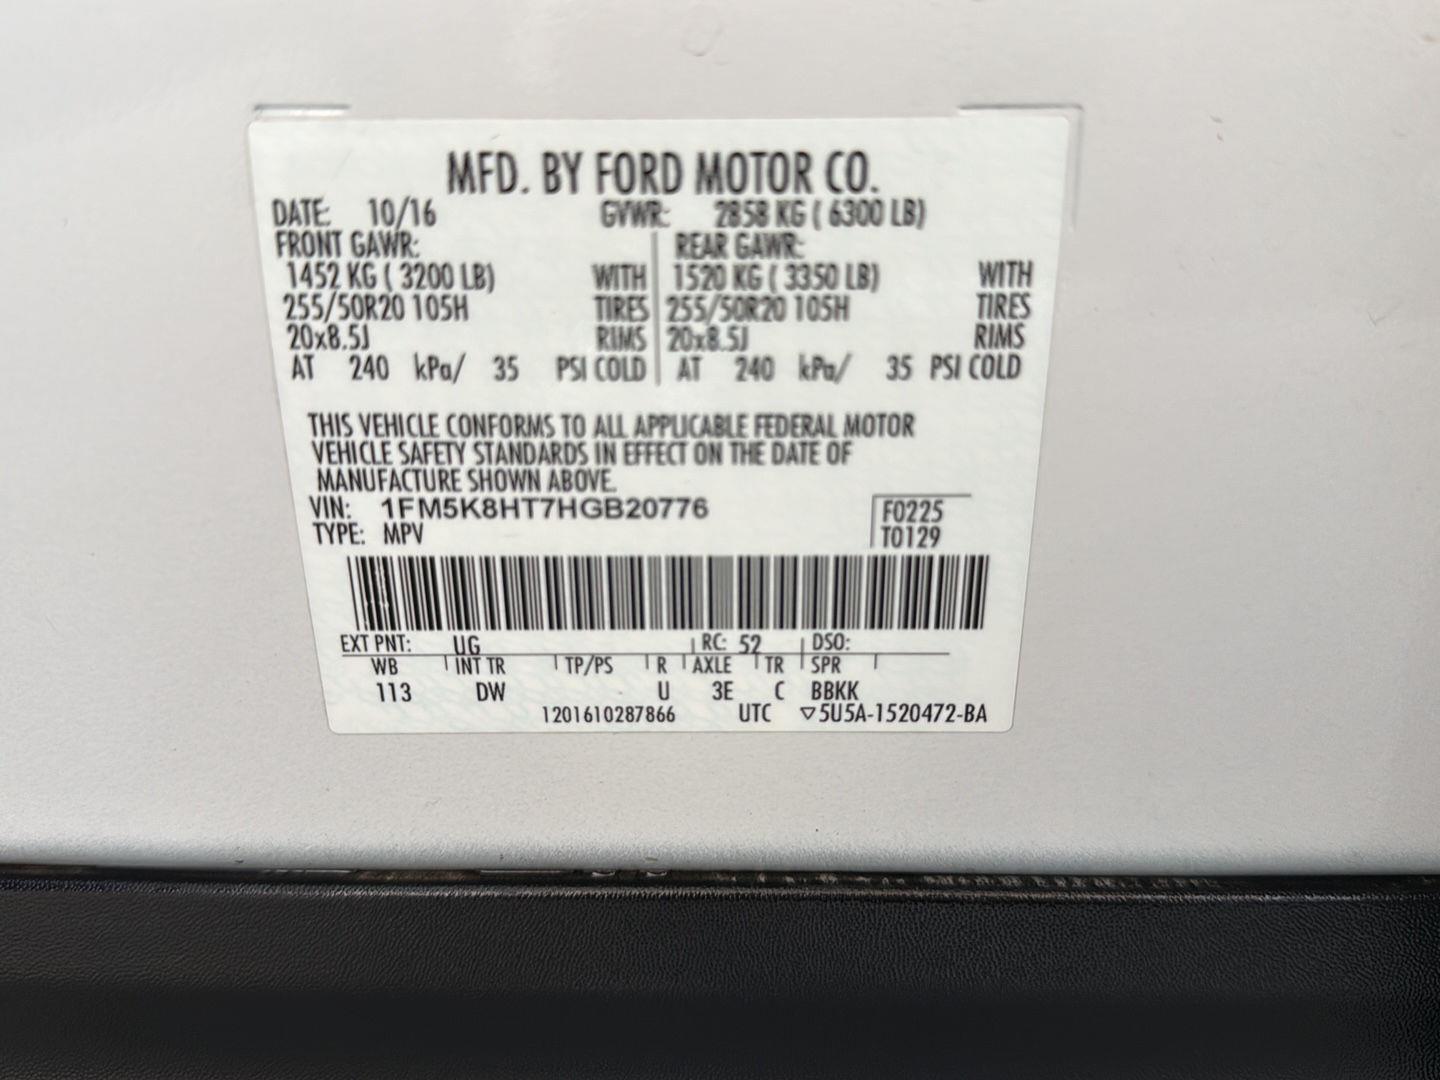 MFD. BY FORD MOTOR CO.
DATE: 10/16 GVWR: 2858 KG ( 6300 LB)
FRONT GAWR: REAR GAWR:
1452 KG ( 3200 LB) WITH 1520 KG ( 3350 LB) WITH
255/50R20 105H TIRES 255/50R20 105H TIRES
20x8.5J RIMS 20x8.5J RIMS
AT 240 kPa/ 35 PSI COLD AT 240 kPa/ 35 PSI COLD
THIS VEHICLE CONFORMS TO ALL APPLICABLE FEDERAL MOTOR
VEHICLE SAFETY STANDARDS IN EFFECT ON THE DATE OF
MANUFACTURE SHOWN ABOVE.
VIN: 1FM5K8HT7HGB20776 F0225
TYPE: MPV T0129
EXT PNT: UG RC: 52 DSO:
WB INT TR TP/PS R AXLE TR SPR
113 DW U 3E C BBKK
1201610287866 UTC ▽5U5A-1520472-BA